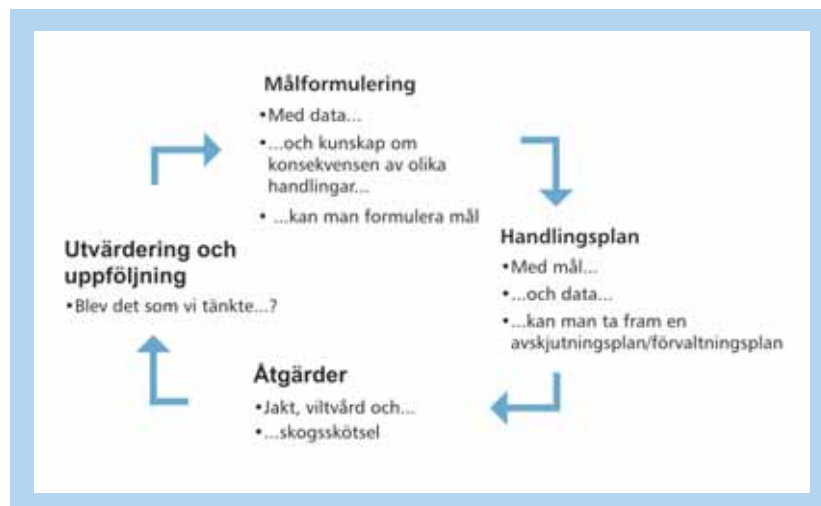 Målformulering
•Med data...
•...och kunskap om
konsekvensen av olika
handlingar...
• ...kan man formulera mål
Handlingsplan
•Med mål...
•...och data...
•...kan man ta fram en
avskjutningsplan/förvaltningsplan
Åtgärder
•Jakt, viltvård och...
•...skogsskötsel
Utvärdering och
uppföljning
•Blev det som vi tänkte...?